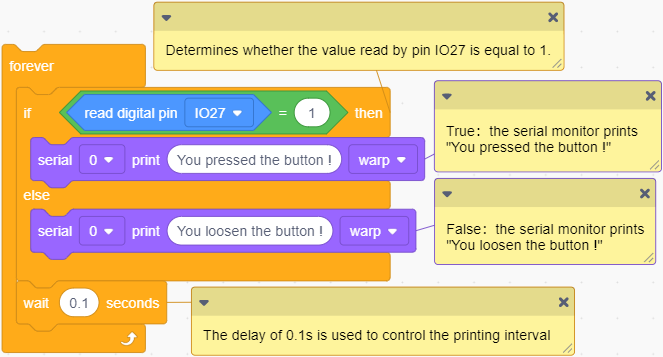 Determines whether the value read by pin IO27 is equal to 1.
forever
if read digital pin IO27 = 1 then
True: the serial monitor prints
"You pressed the button !"
serial 0 print You pressed the button ! warp
else
False: the serial monitor prints
"You loosen the button !"
serial 0 print You loosen the button ! warp
wait 0.1 seconds
The delay of 0.1s is used to control the printing interval